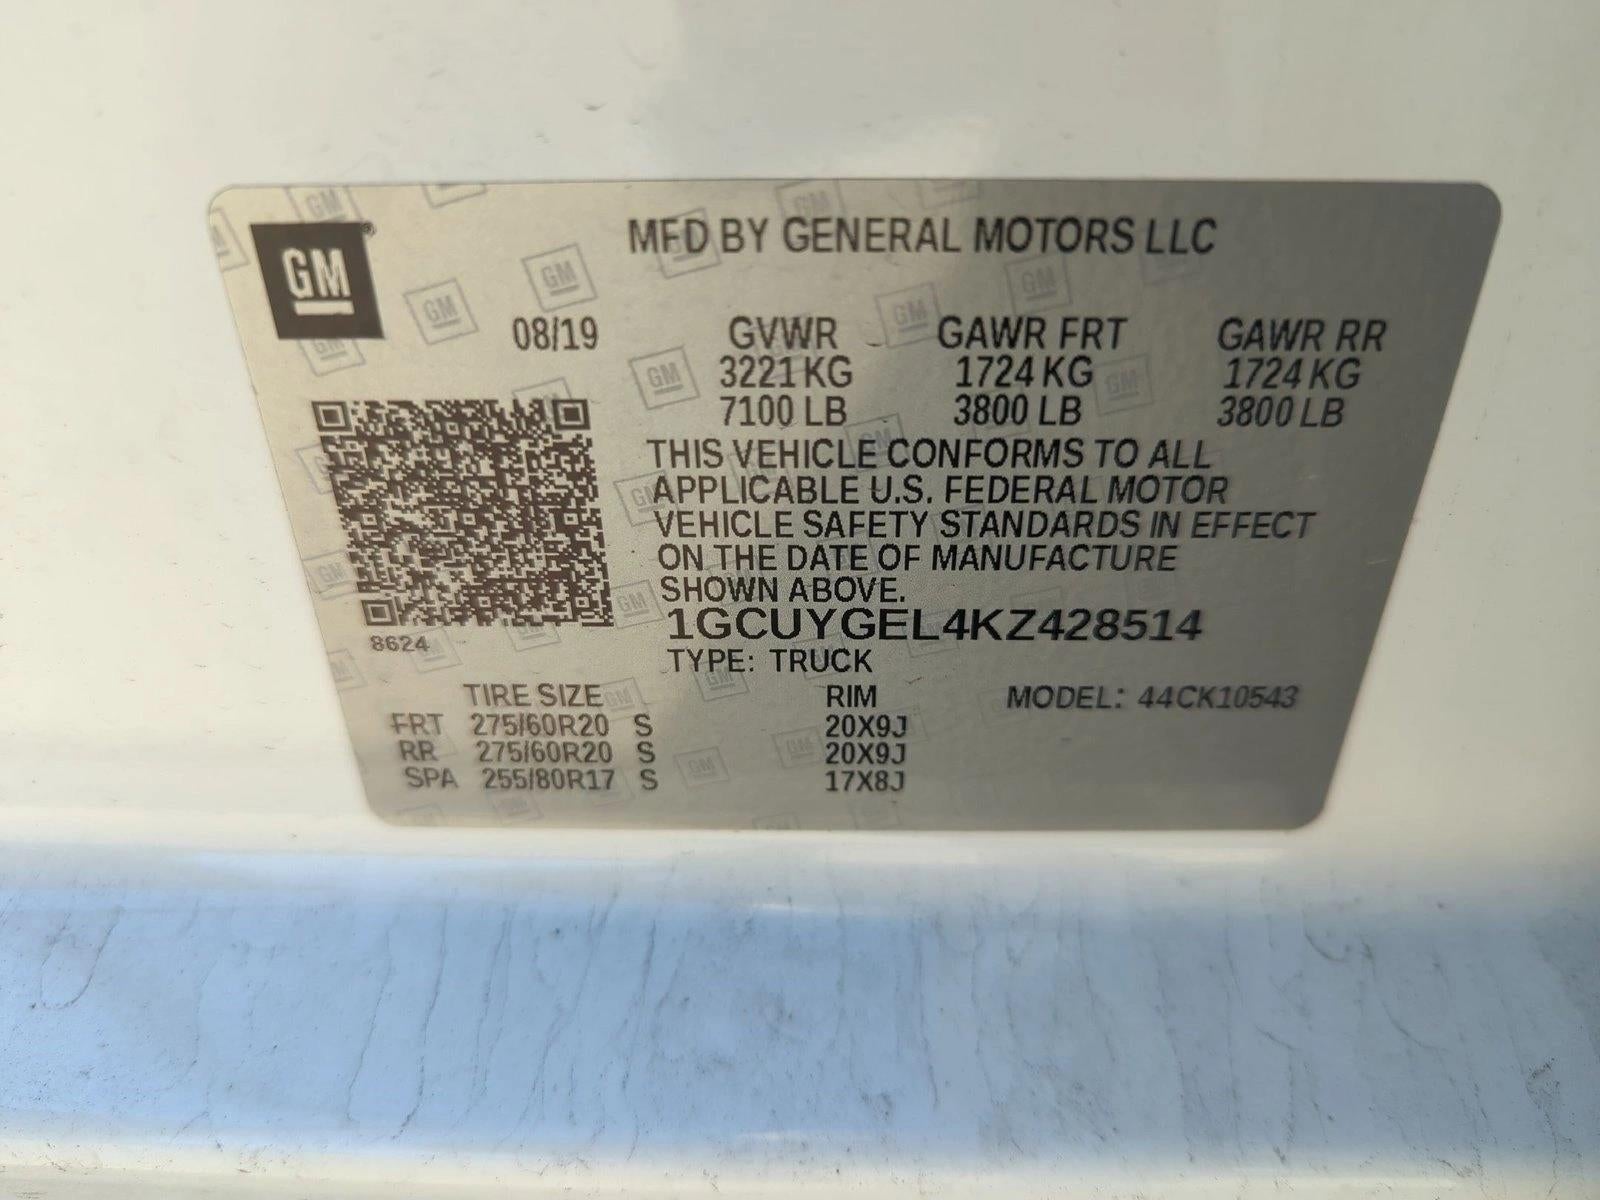 GM
MFD BY GENERAL MOTORS LLC
08/19 GVWR GAWR FRT GAWR RR
3221 KG 1724 KG 1724 KG
7100 LB 3800 LB 3800 LB
THIS VEHICLE CONFORMS TO ALL
APPLICABLE U.S. FEDERAL MOTOR
VEHICLE SAFETY STANDARDS IN EFFECT
ON THE DATE OF MANUFACTURE
SHOWN ABOVE.
1GCUYGEL4KZ428514
8624
TYPE: TRUCK
TIRE SIZE RIM MODEL: 44CK10543
FRT 275/60R20 S 20X9J
RR 275/60R20 S 20X9J
SPA 255/80R17 S 17X8J